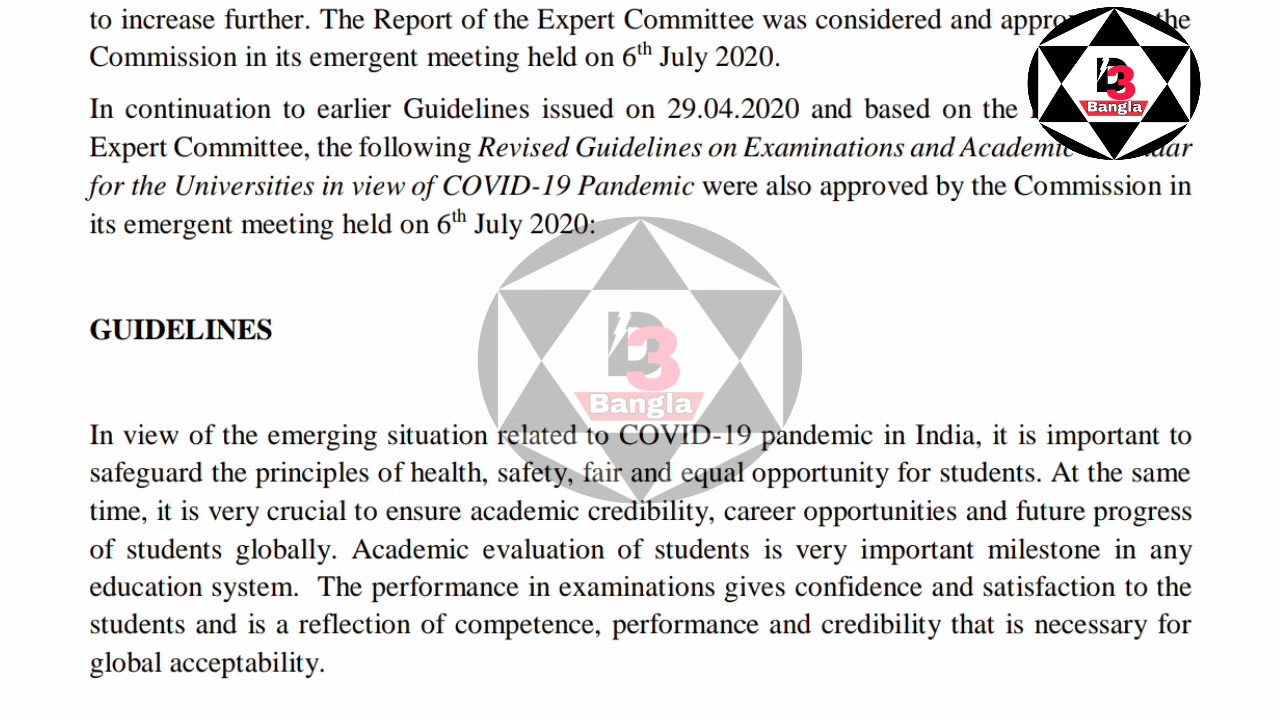 to increase further. The Report of the Expert Committee was considered and the
Commission in its emergent meeting held on 6th July 2020.
In continuation to earlier Guidelines issued on 29.04.2020 and based on the
Expert Committee, the following Revised Guidelines on Examinations and Academic
for the Universities in view of COVID-19 Pandemic were also approved by the Commission in
its emergent meeting held on 6th July 2020:
D3
Bangla
GUIDELINES
D3
Bangla
In view of the emerging situation related to COVID-19 pandemic in India, it is important to
safeguard the principles of health, safety, fair and equal opportunity for students. At the same
time, it is very crucial to ensure academic credibility, career opportunities and future progress
of students globally. Academic evaluation of students is very important milestone in any
education system. The performance in examinations gives confidence and satisfaction to the
students and is a reflection of competence, performance and credibility that is necessary for
global acceptability.